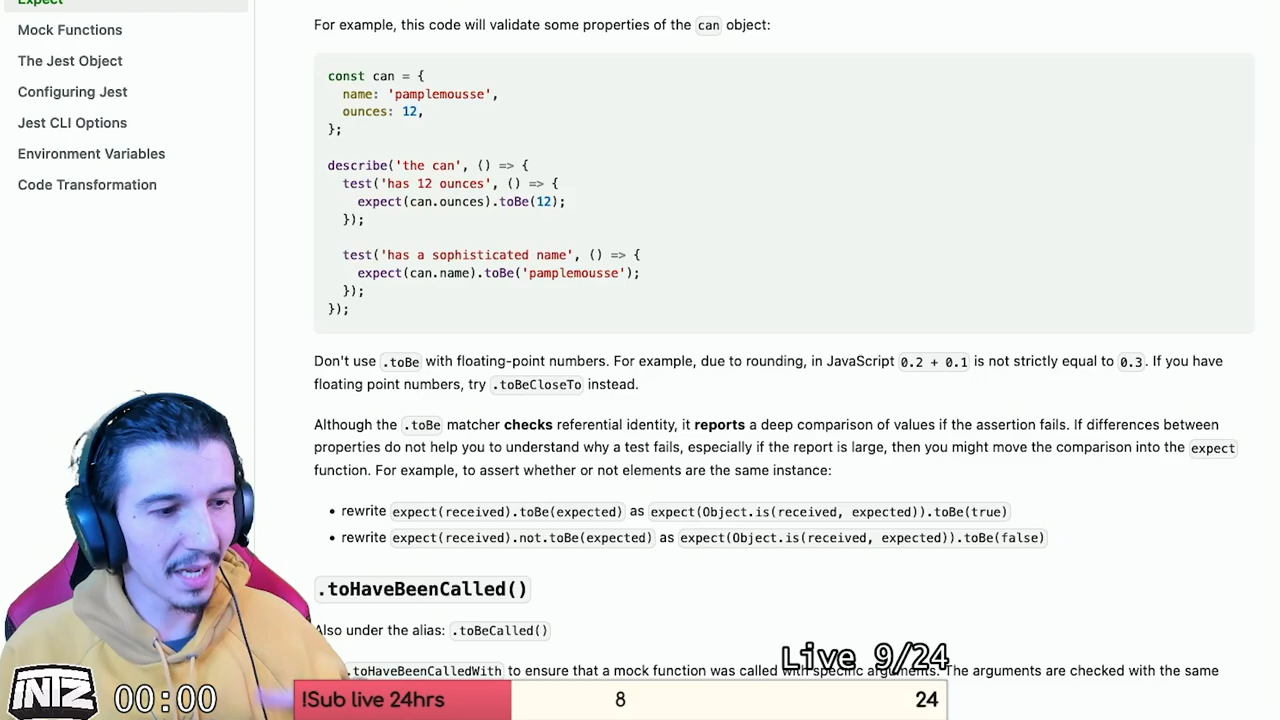 Expect
Mock Functions
The Jest Object
Configuring Jest
Jest CLI Options
Environment Variables
Code Transformation
For example, this code will validate some properties of the can object:
const can = {
  name: 'pamplemousse',
  ounces: 12,
};
describe('the can', () => {
  test('has 12 ounces', () => {
    expect(can.ounces).toBe(12);
  });
  test('has a sophisticated name', () => {
    expect(can.name).toBe('pamplemousse');
  });
});
Don't use .toBe with floating-point numbers. For example, due to rounding, in JavaScript 0.2 + 0.1 is not strictly equal to 0.3. If you have
floating point numbers, try .toBeCloseTo instead.
Although the .toBe matcher checks referential identity, it reports a deep comparison of values if the assertion fails. If differences between
properties do not help you to understand why a test fails, especially if the report is large, then you might move the comparison into the expect
function. For example, to assert whether or not elements are the same instance:
• rewrite expect(received).toBe(expected) as expect(Object.is(received, expected)).toBe(true)
• rewrite expect(received).not.toBe(expected) as expect(Object.is(received, expected)).toBe(false)
.toHaveBeenCalled()
Also under the alias: .toBeCalled()
.toHaveBeenCalledWith to ensure that a mock function was called with specific arguments. The arguments are checked with the same
Live 9/24
INTZ 00:00
!Sub live 24hrs 8 24